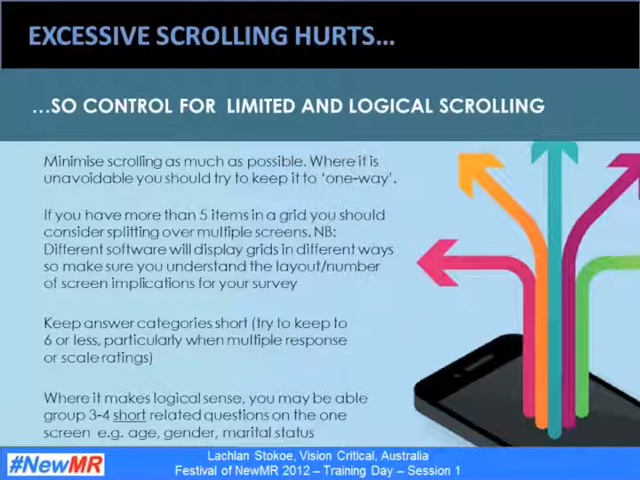 EXCESSIVE SCROLLING HURTS...
...SO CONTROL FOR LIMITED AND LOGICAL SCROLLING
Minimise scrolling as much as possible. Where it is
unavoidable you should try to keep it to ‘one-way’.
If you have more than 5 items in a grid you should
consider splitting over multiple screens. NB:
Different software will display grids in different ways
so make sure you understand the layout/number
of screen implications for your survey
Keep answer categories short (try to keep to
6 or less, particularly when multiple response
or scale ratings)
Where it makes logical sense, you may be able
group 3-4 short related questions on the one
screen e.g. age, gender, marital status
#NewMR
Lachlan Stokoe, Vision Critical, Australia
Festival of NewMR 2012 – Training Day – Session 1